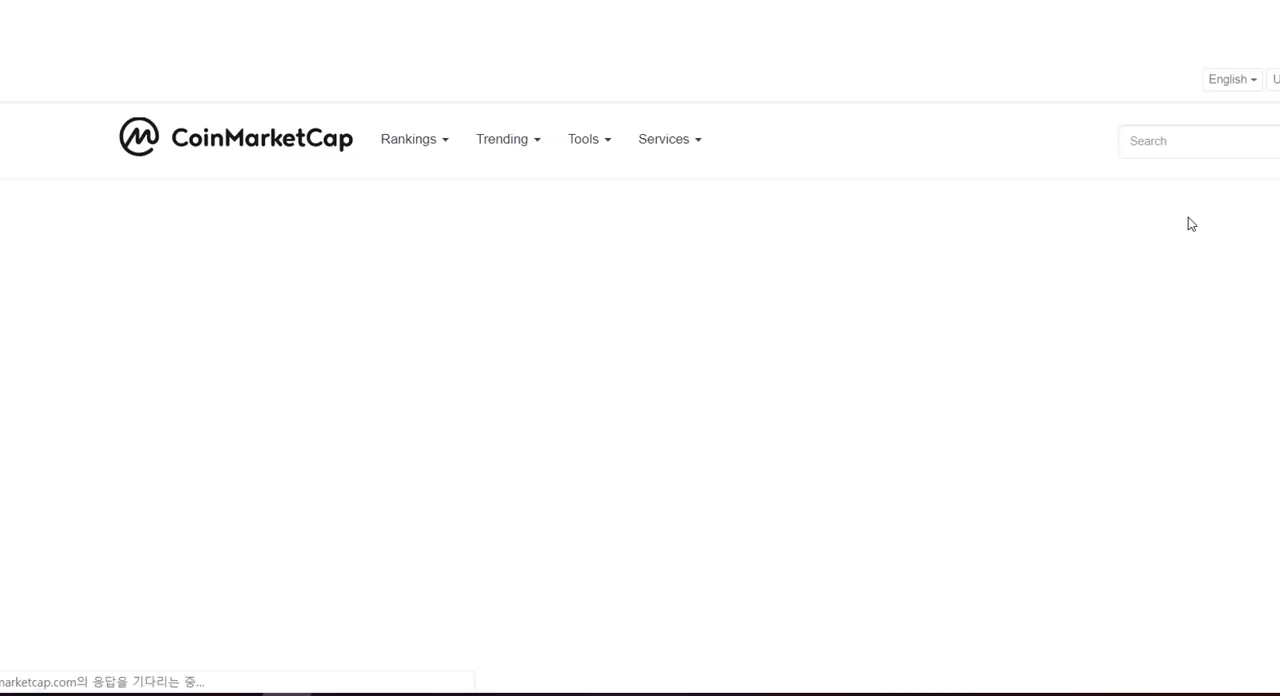 English
CoinMarketCap Rankings Trending Tools Services Search
marketcap.com의 응답을 기다리는 중...